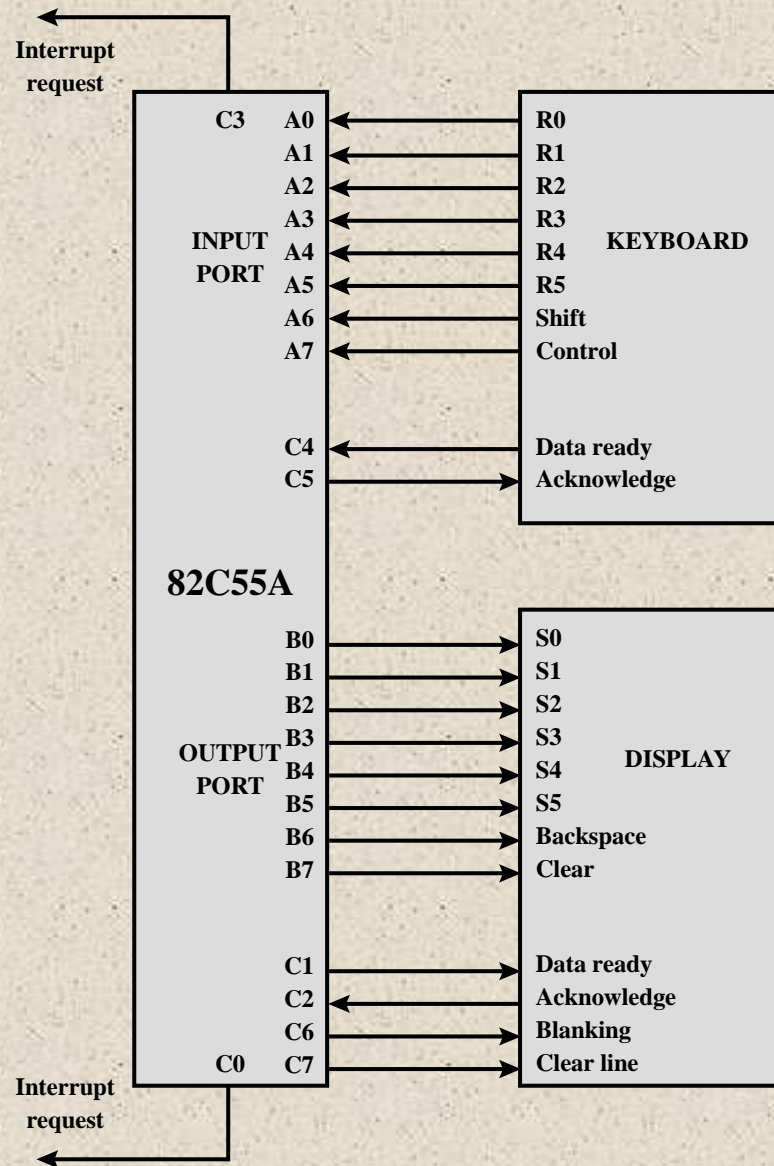 Interrupt
request
C3
A0
R0
A1
R1
A2
R2
A3
R3
INPUT
PORT
KEYBOARD
A4
R4
A5
R5
A6
Shift
A7
Control
C4
Data ready
C5
Acknowledge
82C55A
B0
S0
B1
S1
B2
S2
B3
S3
OUTPUT
PORT
DISPLAY
B4
S4
B5
S5
B6
Backspace
B7
Clear
C1
Data ready
C2
Acknowledge
C6
Blanking
C0
C7
Clear line
Interrupt
request